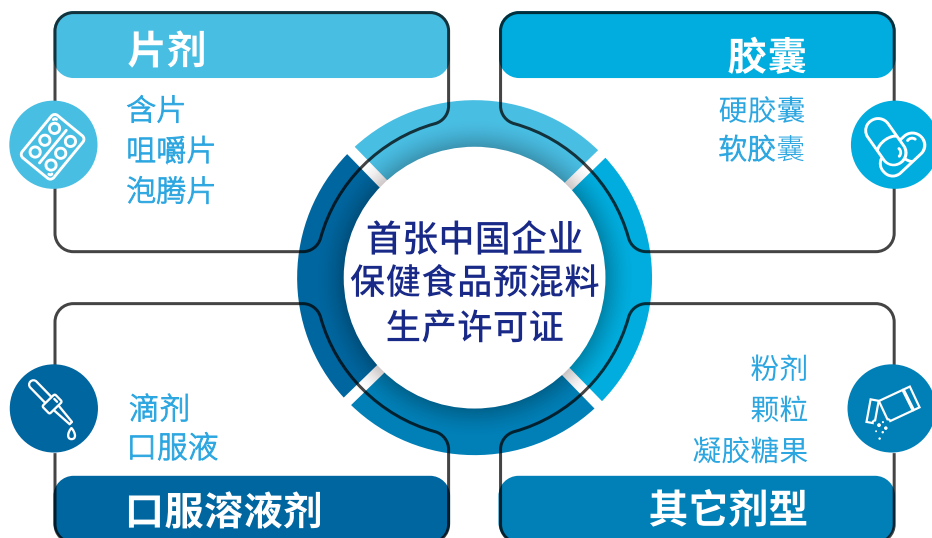 片剂
含片
咀嚼片
泡腾片
胶囊
硬胶囊
软胶囊
首张中国企业
保健食品预混料
生产许可证
滴剂
口服液
口服溶液剂
粉剂
颗粒
凝胶糖果
其它剂型